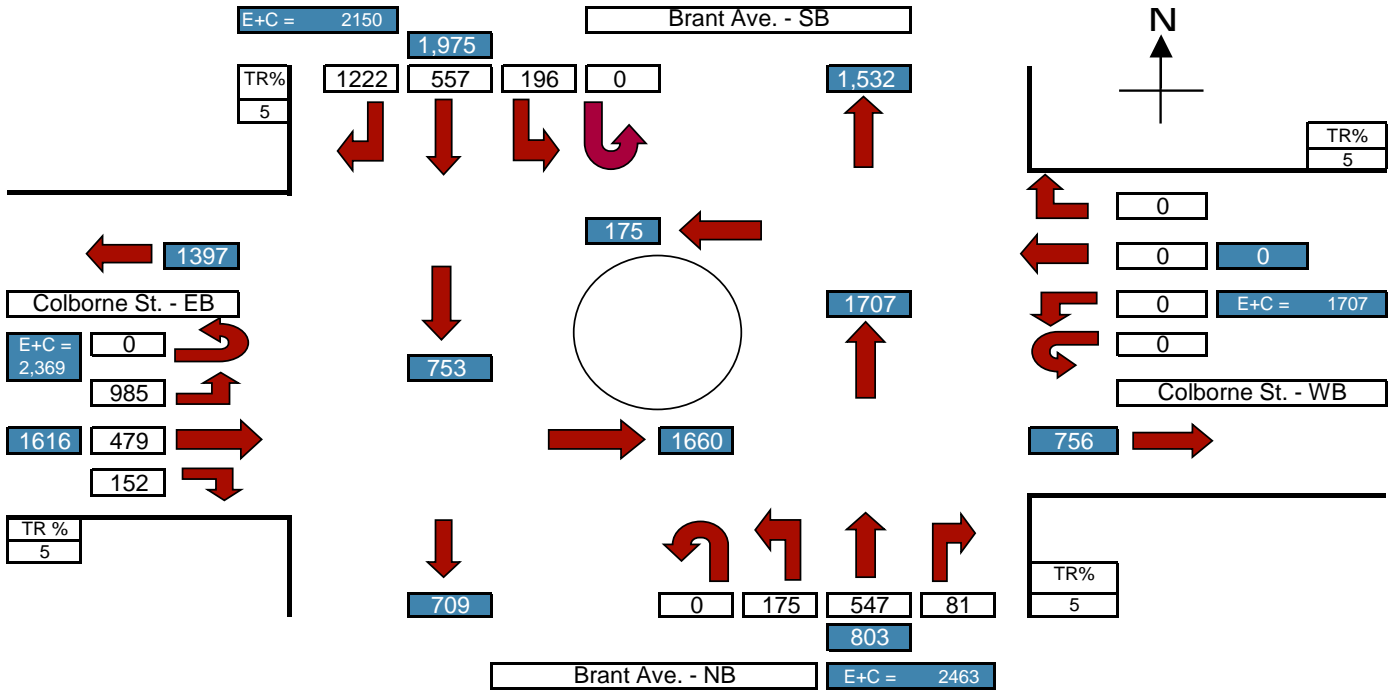 E+C = 2150 Brant Ave. - SB N
1,975
TR% 1222 557 196 0 1,532
5
TR%
5
0
175
1397 0 0
Colborne St. - EB 1707 0 E+C = 1707
E+C = 0 0
2,369
753
985 Colborne St. - WB
1616 479 1660 756
152
TR %
5
TR%
709 0 175 547 81 5
803
Brant Ave. - NB E+C = 2463